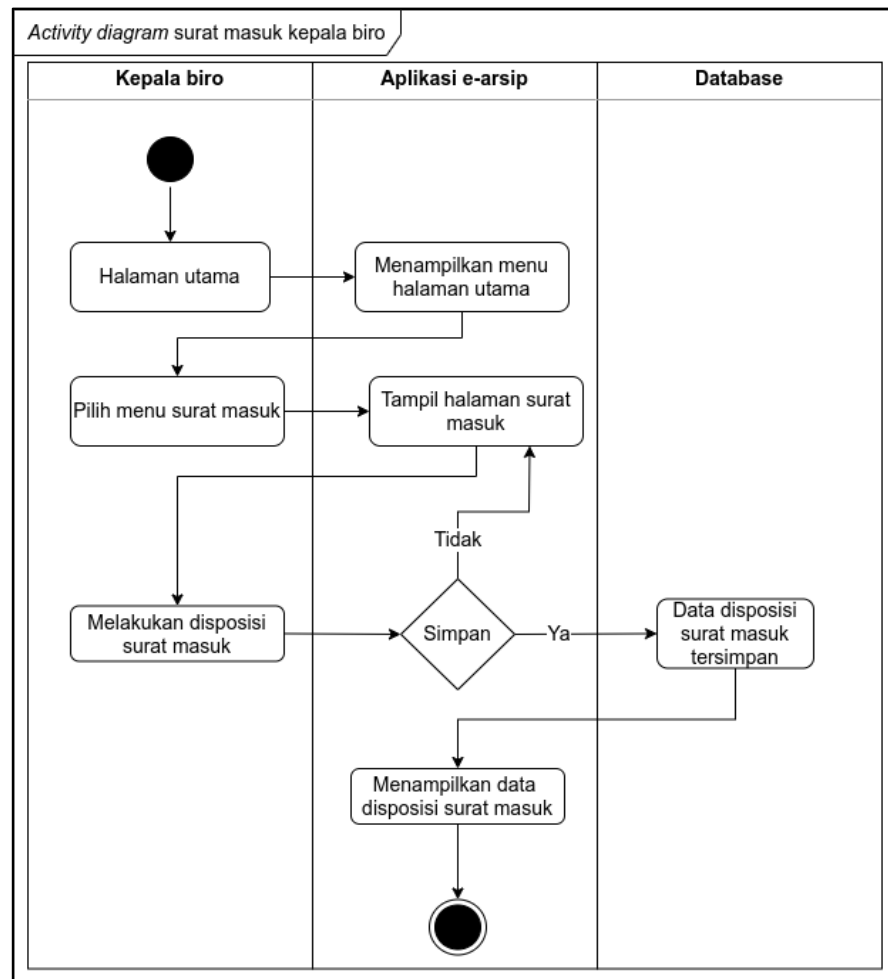 Activity diagram surat masuk kepala biro
Kepala biro
Aplikasi e-arsip
Database
Halaman utama
Menampilkan menu
halaman utama
Pilih menu surat masuk
Tampil halaman surat
masuk
Tidak
Melakukan disposisi
surat masuk
Simpan
Ya
Data disposisi
surat masuk
tersimpan
Menampilkan data
disposisi surat masuk